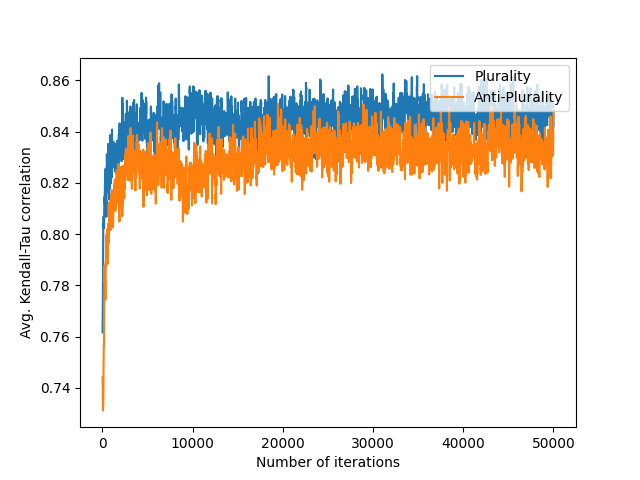 Plurality
Anti-Plurality
0.86
0.84
0.82
0.80
0.78
0.76
0.74
Avg. Kendall-Tau correlation
0 10000 20000 30000 40000 50000
Number of iterations